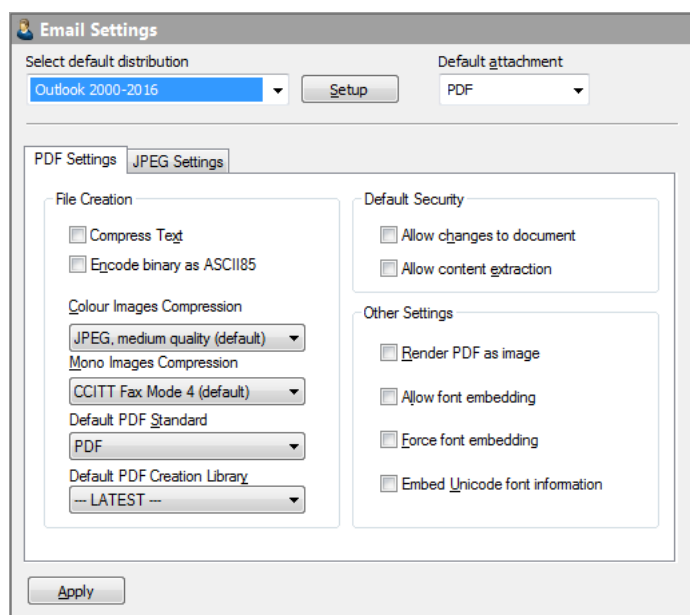 Email Settings
Select default distribution
Default attachment
Outlook 2000-2016
Setup
PDF
PDF Settings
JPEG Settings
File Creation
Compress Text
Encode binary as ASCII85
Colour Images Compression
JPEG, medium quality (default)
Mono Images Compression
CCITT Fax Mode 4 (default)
Default PDF Standard
PDF
Default PDF Creation Library
--- LATEST ---
Default Security
Allow changes to document
Allow content extraction
Other Settings
Render PDF as image
Allow font embedding
Force font embedding
Embed Unicode font information
Apply